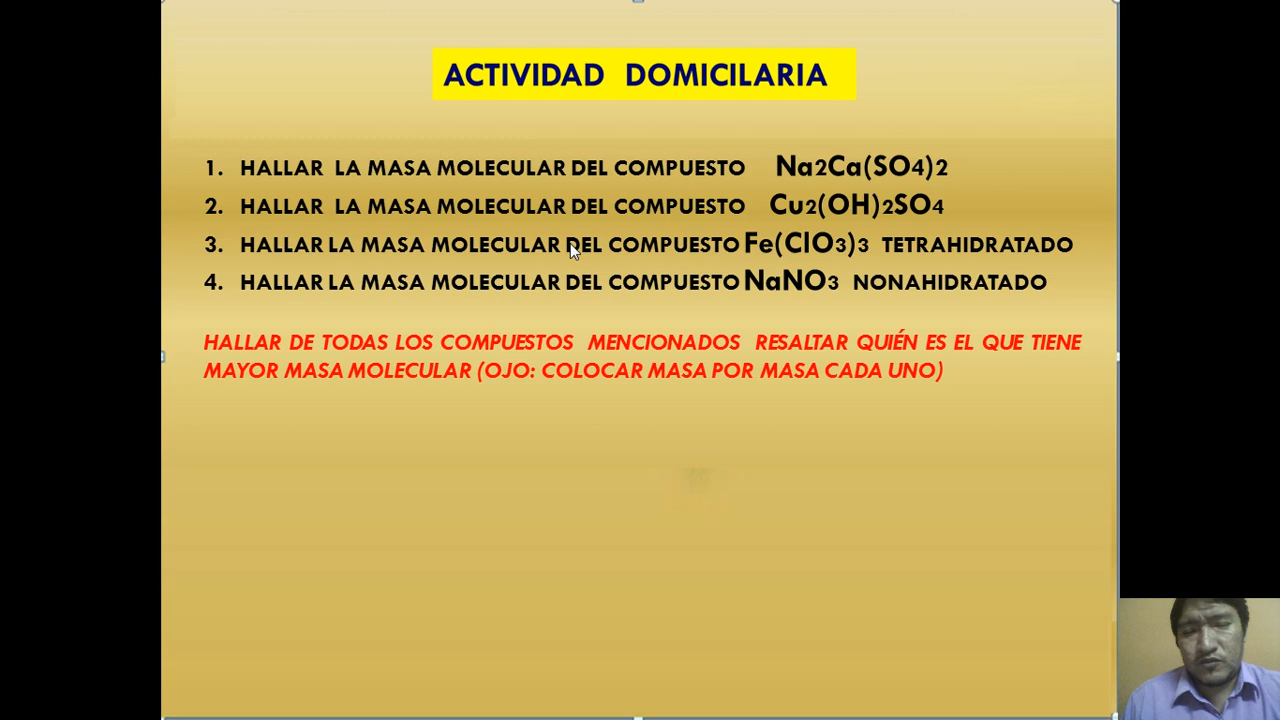 ACTIVIDAD DOMICILARIA
1. HALLAR LA MASA MOLECULAR DEL COMPUESTO Na2Ca(SO4)2
2. HALLAR LA MASA MOLECULAR DEL COMPUESTO Cu2(OH)2SO4
3. HALLAR LA MASA MOLECULAR DEL COMPUESTO Fe(ClO3)3 TETRAHIDRATADO
4. HALLAR LA MASA MOLECULAR DEL COMPUESTO NaNO3 NONAHIDRATADO
HALLAR DE TODAS LOS COMPUESTOS MENCIONADOS RESALTAR QUIÉN ES EL QUE TIENE
MAYOR MASA MOLECULAR (OJO: COLOCAR MASA POR MASA CADA UNO)